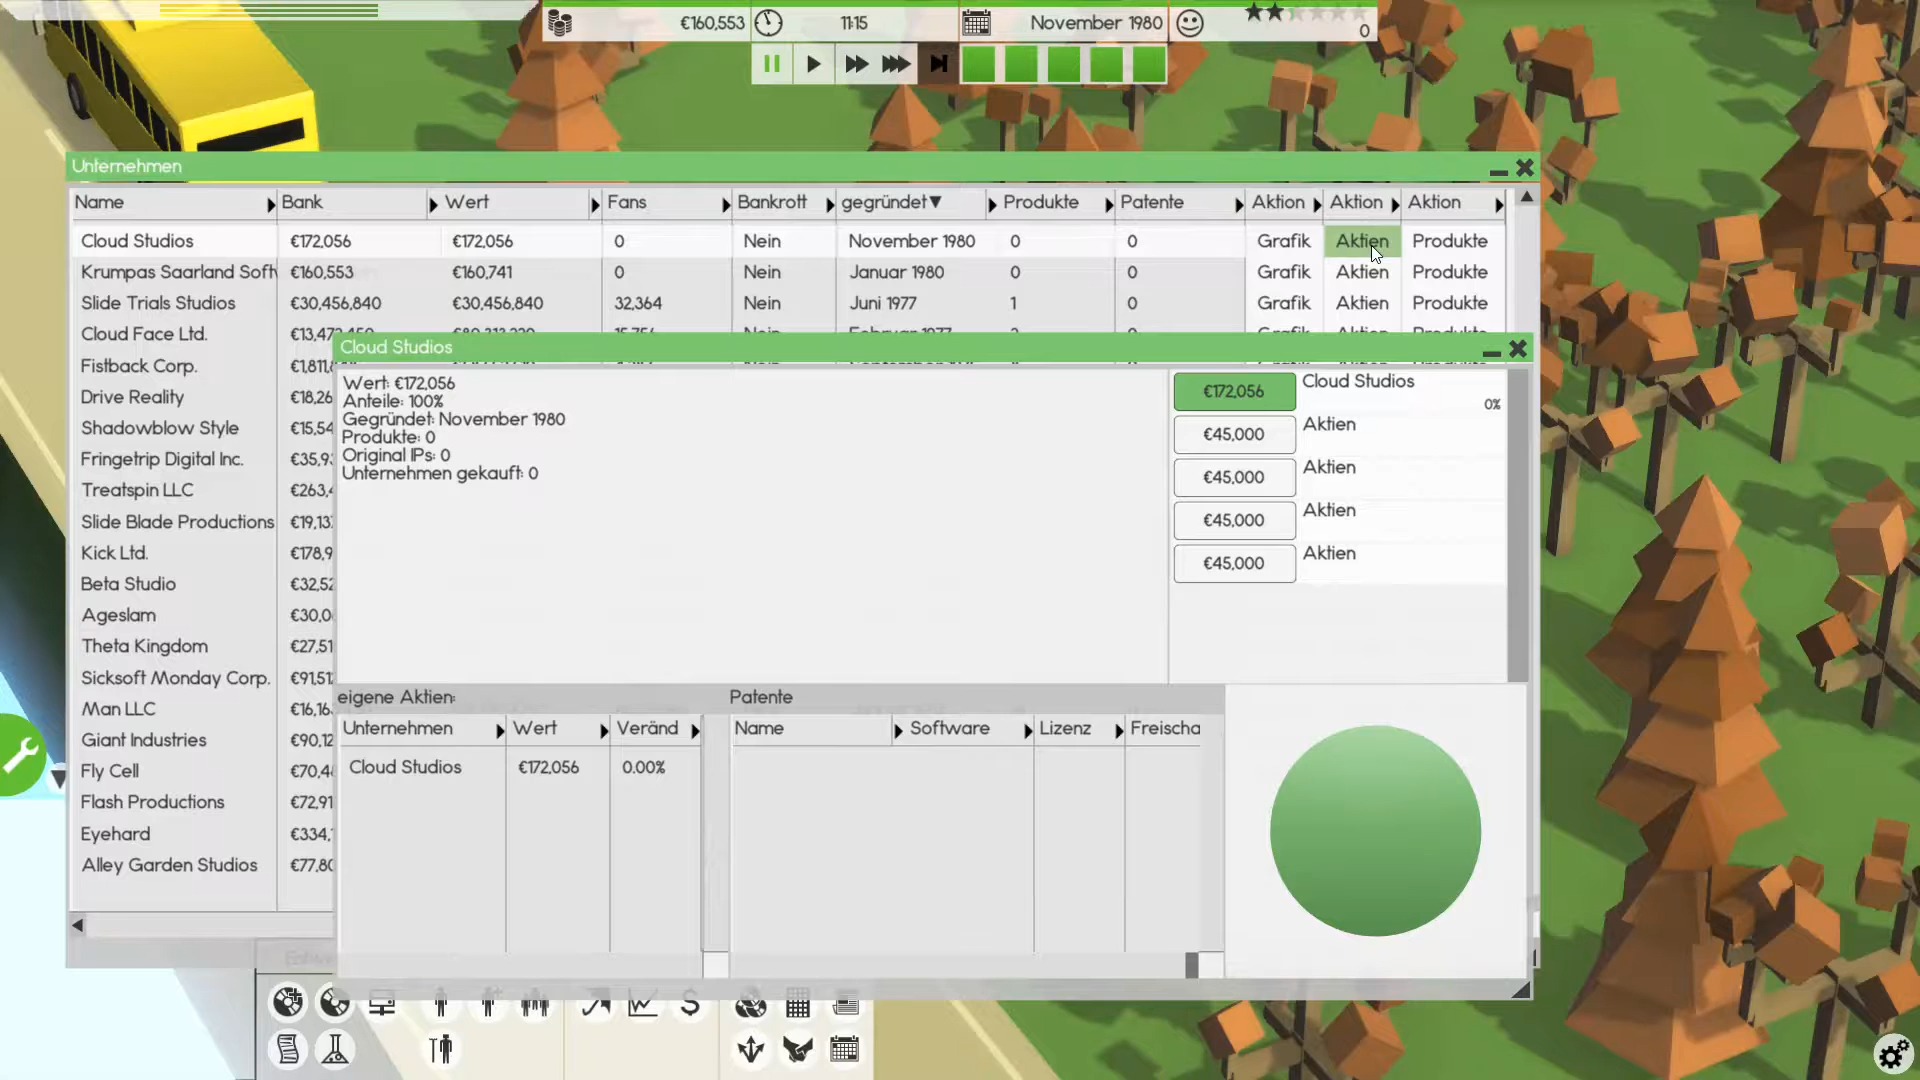 €160,553
11:15
November 1980
0
Unternehmen
Name Bank Wert Fans Bankrott gegründet▼ Produkte Patente Aktion Aktion Aktion
Cloud Studios €172,056 €172,056 0 Nein November 1980 0 0 Grafik Aktien Produkte
Krumpas Saarland Softw €160,553 €160,741 0 Nein Januar 1980 0 0 Grafik Aktien Produkte
Slide Trials Studios €30,456,840 €30,456,840 32,364 Nein Juni 1977 1 0 Grafik Aktien Produkte
Cloud Face Ltd.
Fistback Corp.
Drive Reality
Shadowblow Style
Fringetrip Digital Inc.
Treatspin LLC
Slide Blade Productions
Kick Ltd.
Beta Studio
Ageslam
Theta Kingdom
Sicksoft Monday Corp.
Man LLC
Giant Industries
Fly Cell
Flash Productions
Eyehard
Alley Garden Studios
Cloud Studios
Wert: €172,056
Anteile: 100%
Gegründet: November 1980
Produkte: 0
Original IPs: 0
Unternehmen gekauft: 0
€172,056 Cloud Studios
0%
€45,000 Aktien
€45,000 Aktien
€45,000 Aktien
€45,000 Aktien
eigene Aktien: Patente
Unternehmen Wert Veränd Name Software Lizenz Freischa
Cloud Studios €172,056 0.00%